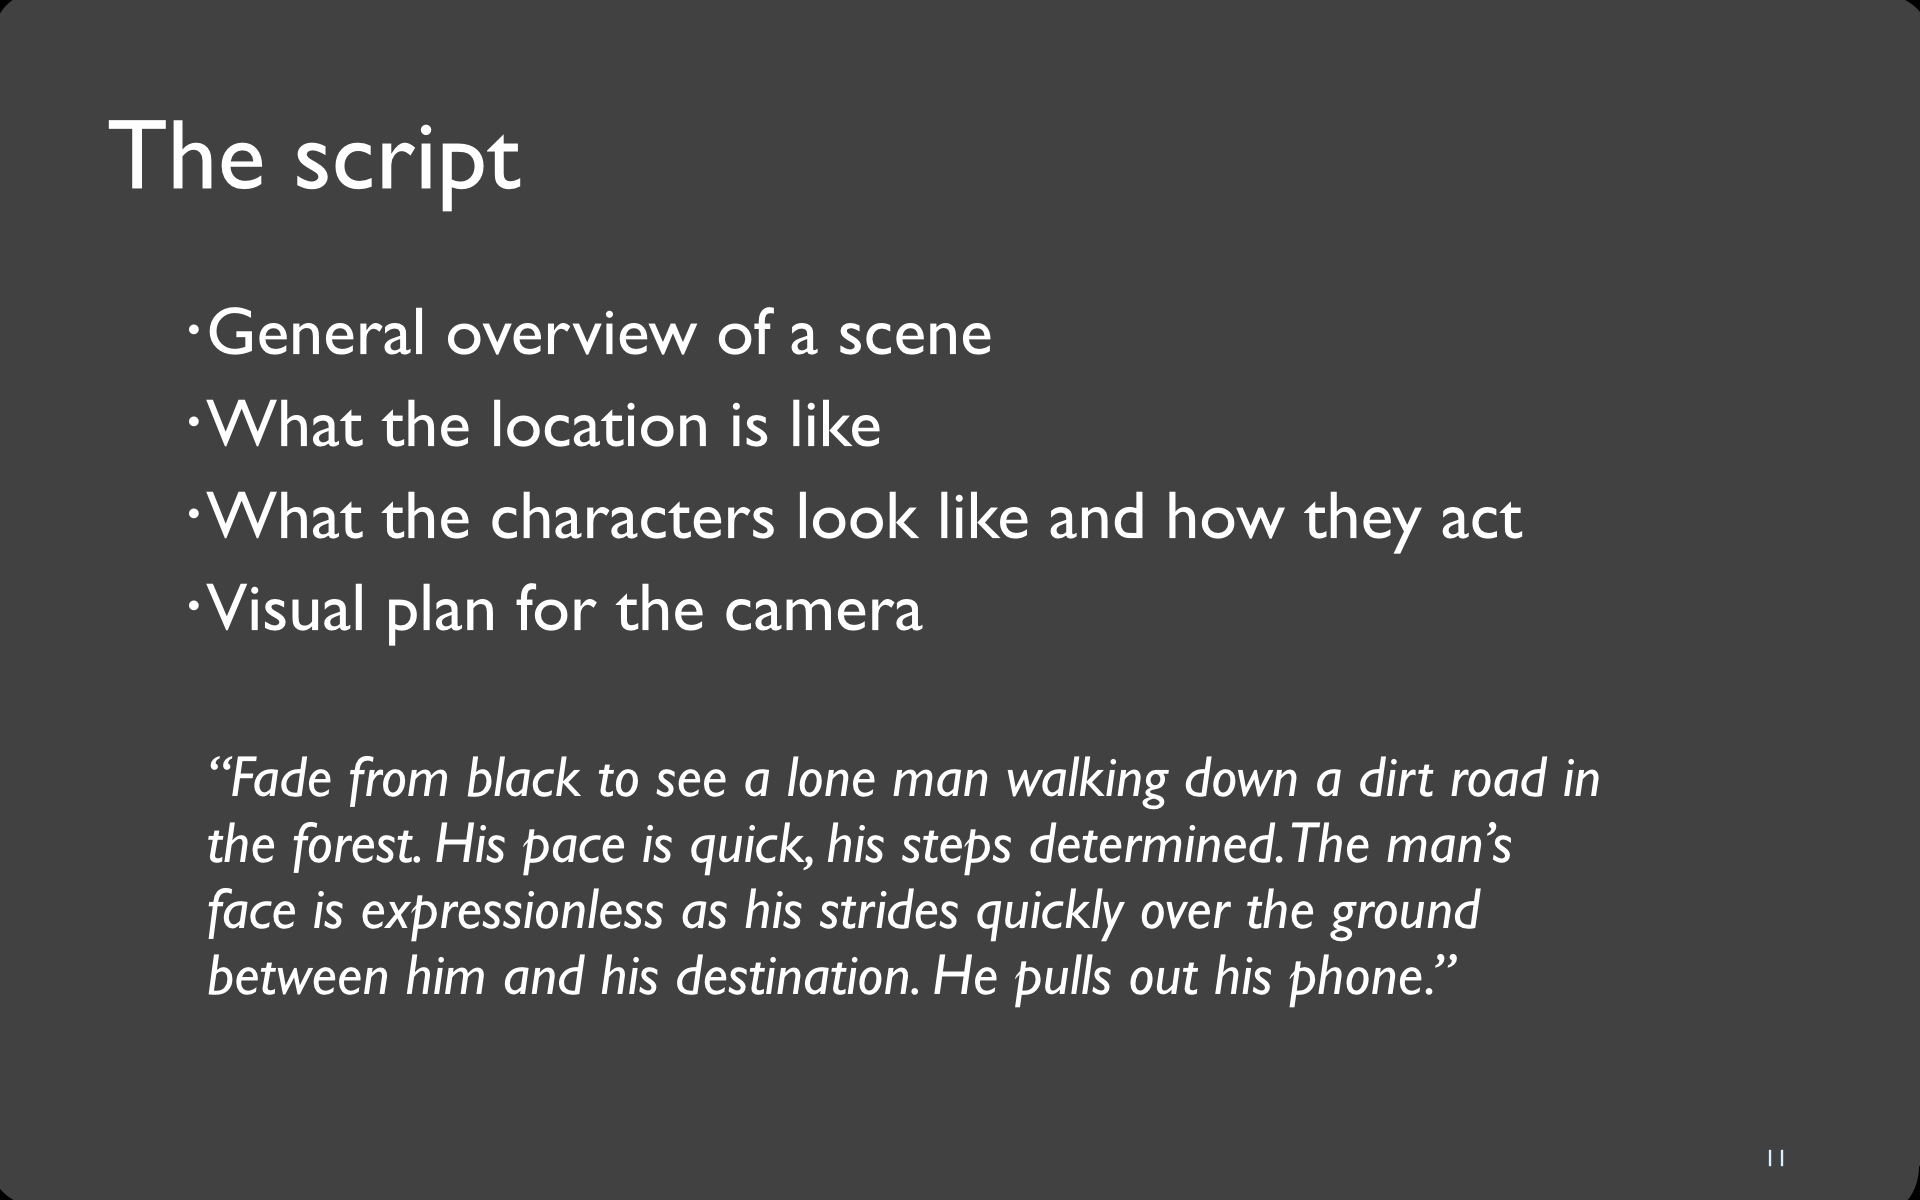 The script
·General overview of a scene
·What the location is like
·What the characters look like and how they act
·Visual plan for the camera
“Fade from black to see a lone man walking down a dirt road in
the forest. His pace is quick, his steps determined. The man’s
face is expressionless as his strides quickly over the ground
between him and his destination. He pulls out his phone.”
11